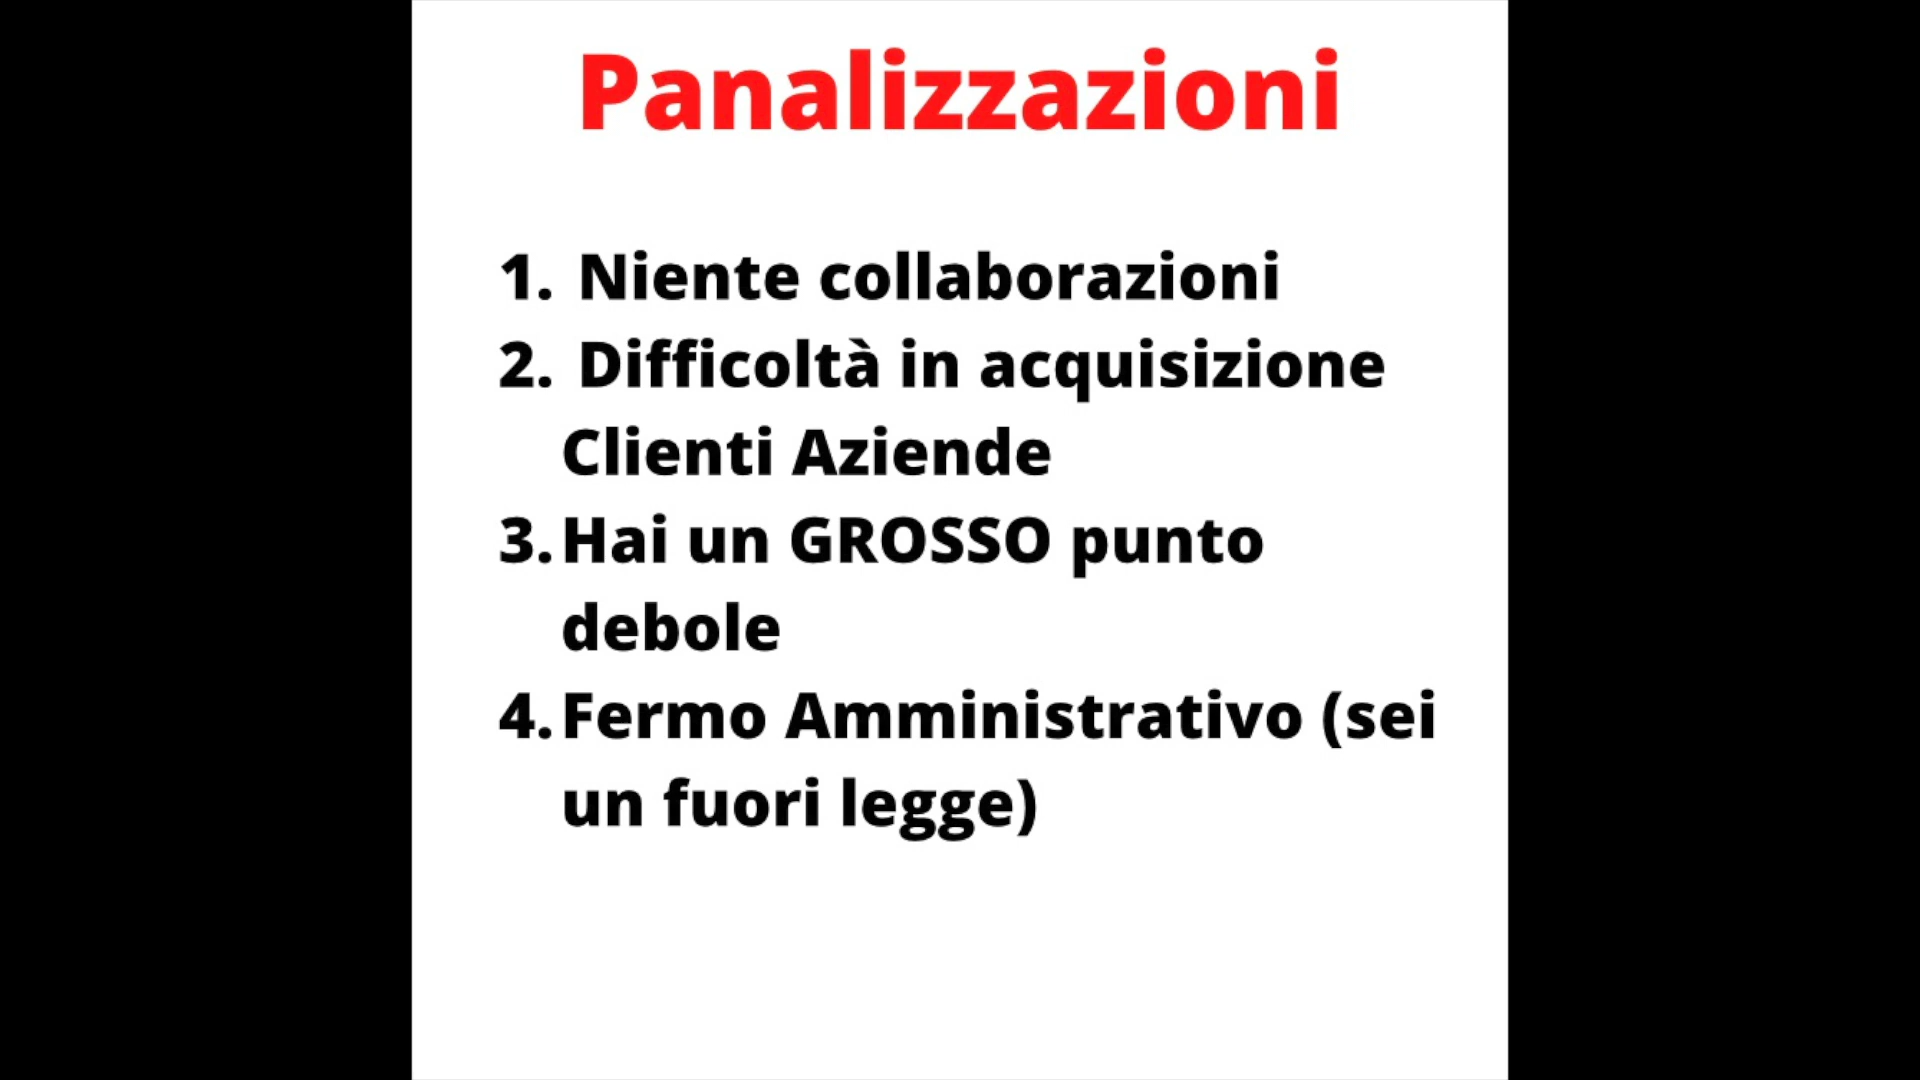 Panalizzazioni
1. Niente collaborazioni
2. Difficoltà in acquisizione
Clienti Aziende
3. Hai un GROSSO punto
debole
4. Fermo Amministrativo (sei
un fuori legge)